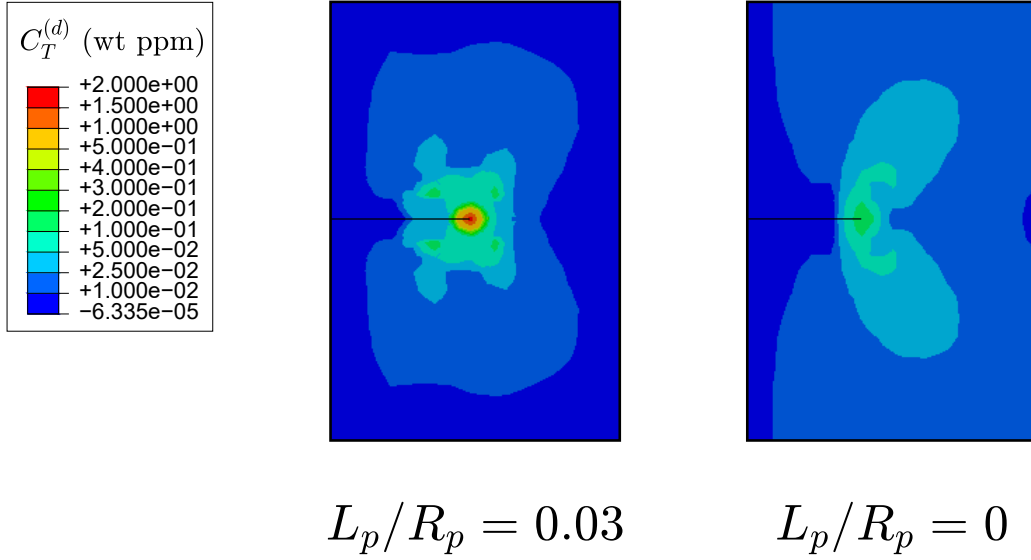 C_T^{(d)} (wt ppm)
+2.000e+00
+1.500e+00
+1.000e+00
+5.000e−01
+4.000e−01
+3.000e−01
+2.000e−01
+1.000e−01
+5.000e−02
+2.500e−02
+1.000e−02
−6.335e−05
L_p/R_p = 0.03
L_p/R_p = 0